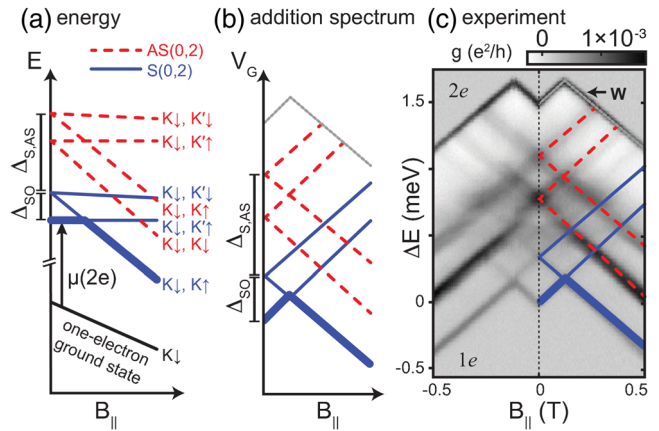 (a) energy
E
AS(0,2)
S(0,2)
Δ_S,AS
Δ_SO
K↓, K′↓
K↓, K′↑
K↓, K′↓
K↓, K↑
K↓, K′↑
K↓, K↓
K↓, K↑
μ(2e)
one-electron
ground state
K↓
B_||
(b) addition spectrum
V_G
Δ_S,AS
Δ_SO
B_||
(c) experiment
g (e²/h)
0
1×10⁻³
2e
W
1.5
1.0
0
-0.5
ΔE (meV)
1e
-0.5
0
0.5
B_|| (T)